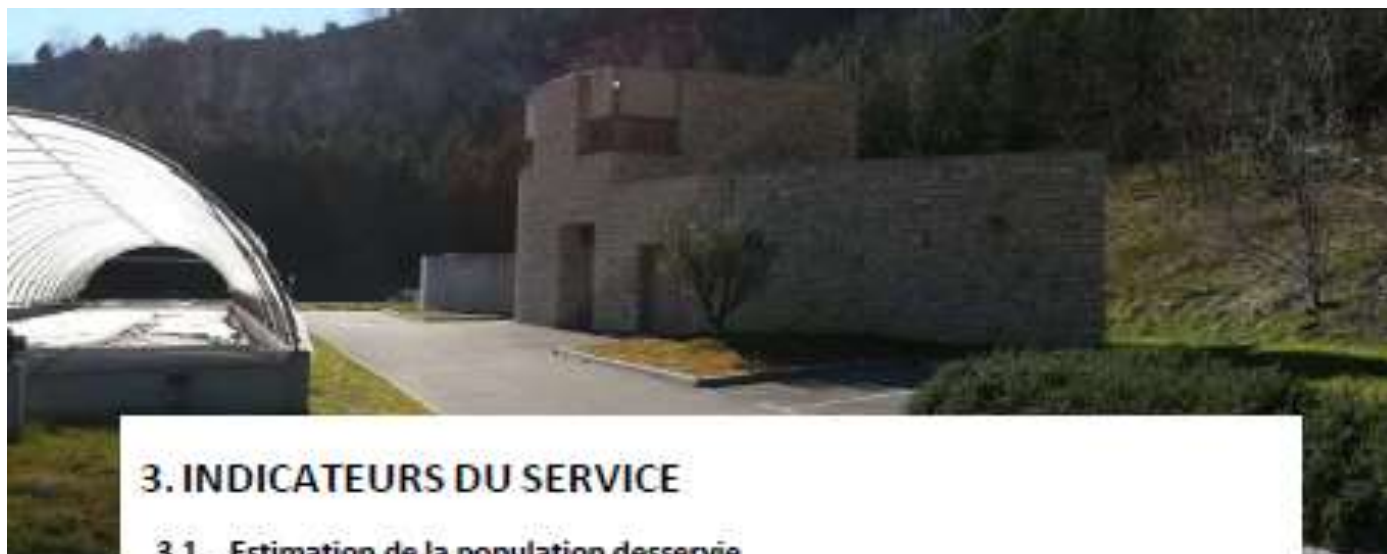 3. INDICATEURS DU SERVICE
3.1 Estimation de la population desservie